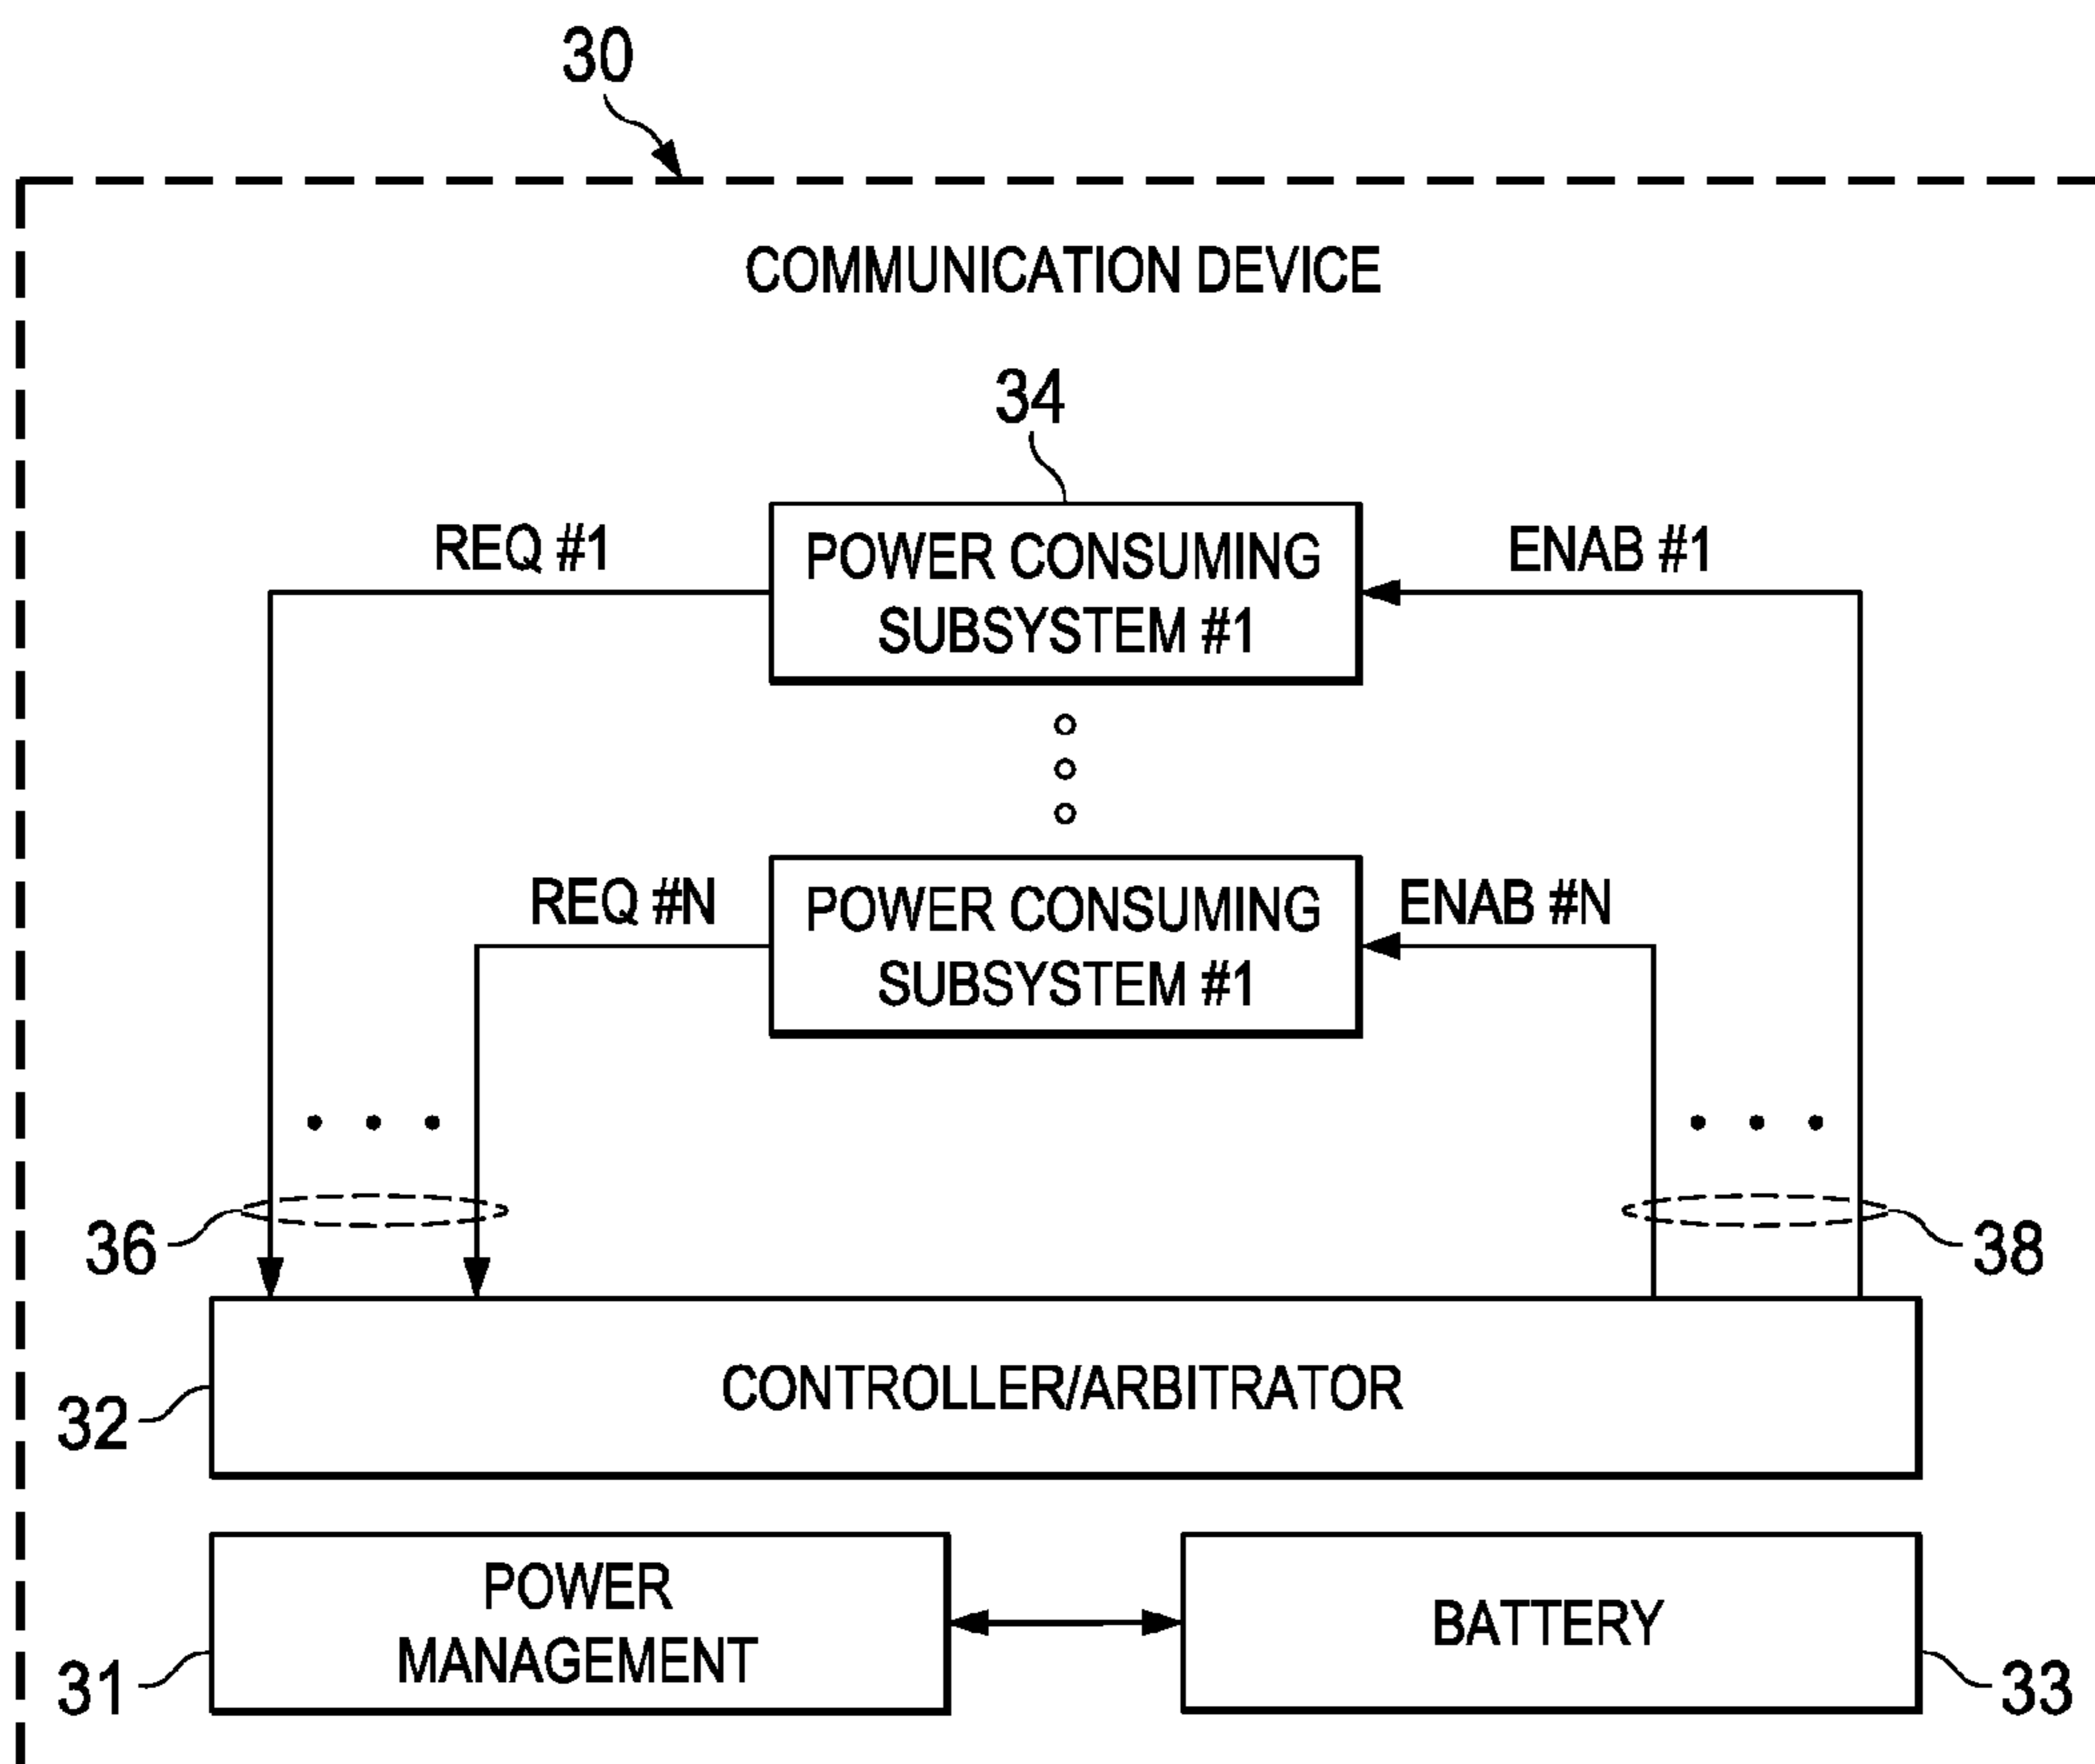 30
COMMUNICATION DEVICE
34
REQ #1
POWER CONSUMING
SUBSYSTEM #1
ENAB #1
REQ #N
POWER CONSUMING
SUBSYSTEM #1
ENAB #N
36
38
CONTROLLER/ARBITRATOR
32
POWER
MANAGEMENT
BATTERY
31
33